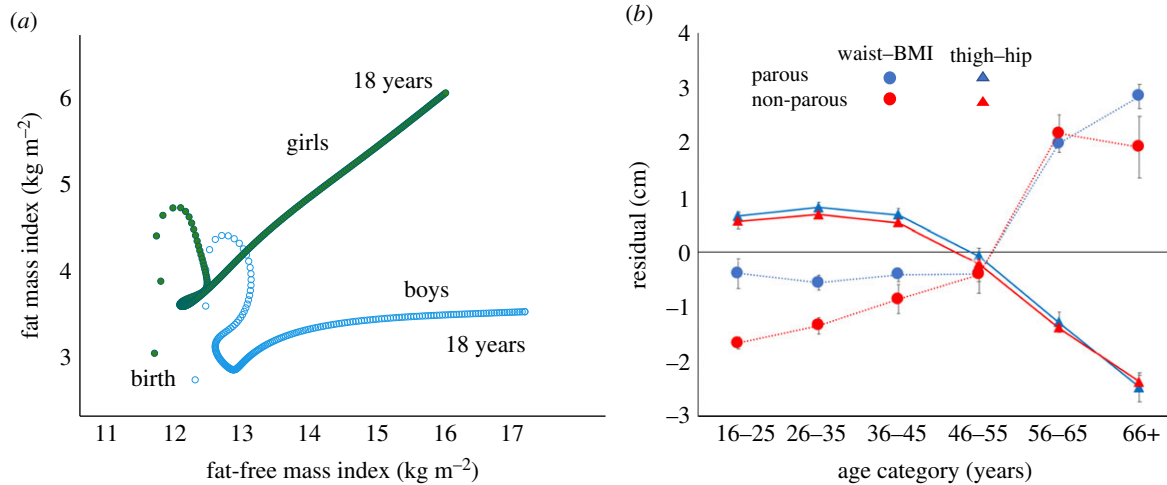 (a)
fat mass index (kg m−2)
6
5
4
3
18 years
girls
boys
18 years
birth
11 12 13 14 15 16 17
fat-free mass index (kg m−2)
(b)
residual (cm)
4
3
2
1
0
−1
−2
−3
waist–BMI thigh–hip
parous
non-parous
16–25 26–35 36–45 46–55 56–65 66+
age category (years)